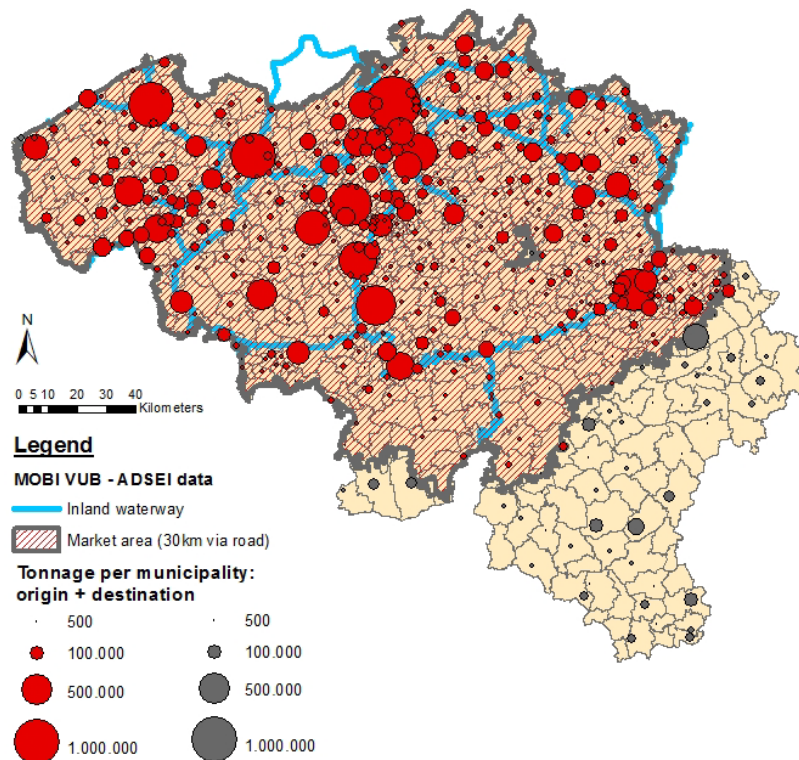 N
0 5 10 20 30 40
Kilometers
Legend
MOBI VUB - ADSEI data
Inland waterway
Market area (30km via road)
Tonnage per municipality:
origin + destination
500 500
100.000 100.000
500.000 500.000
1.000.000 1.000.000